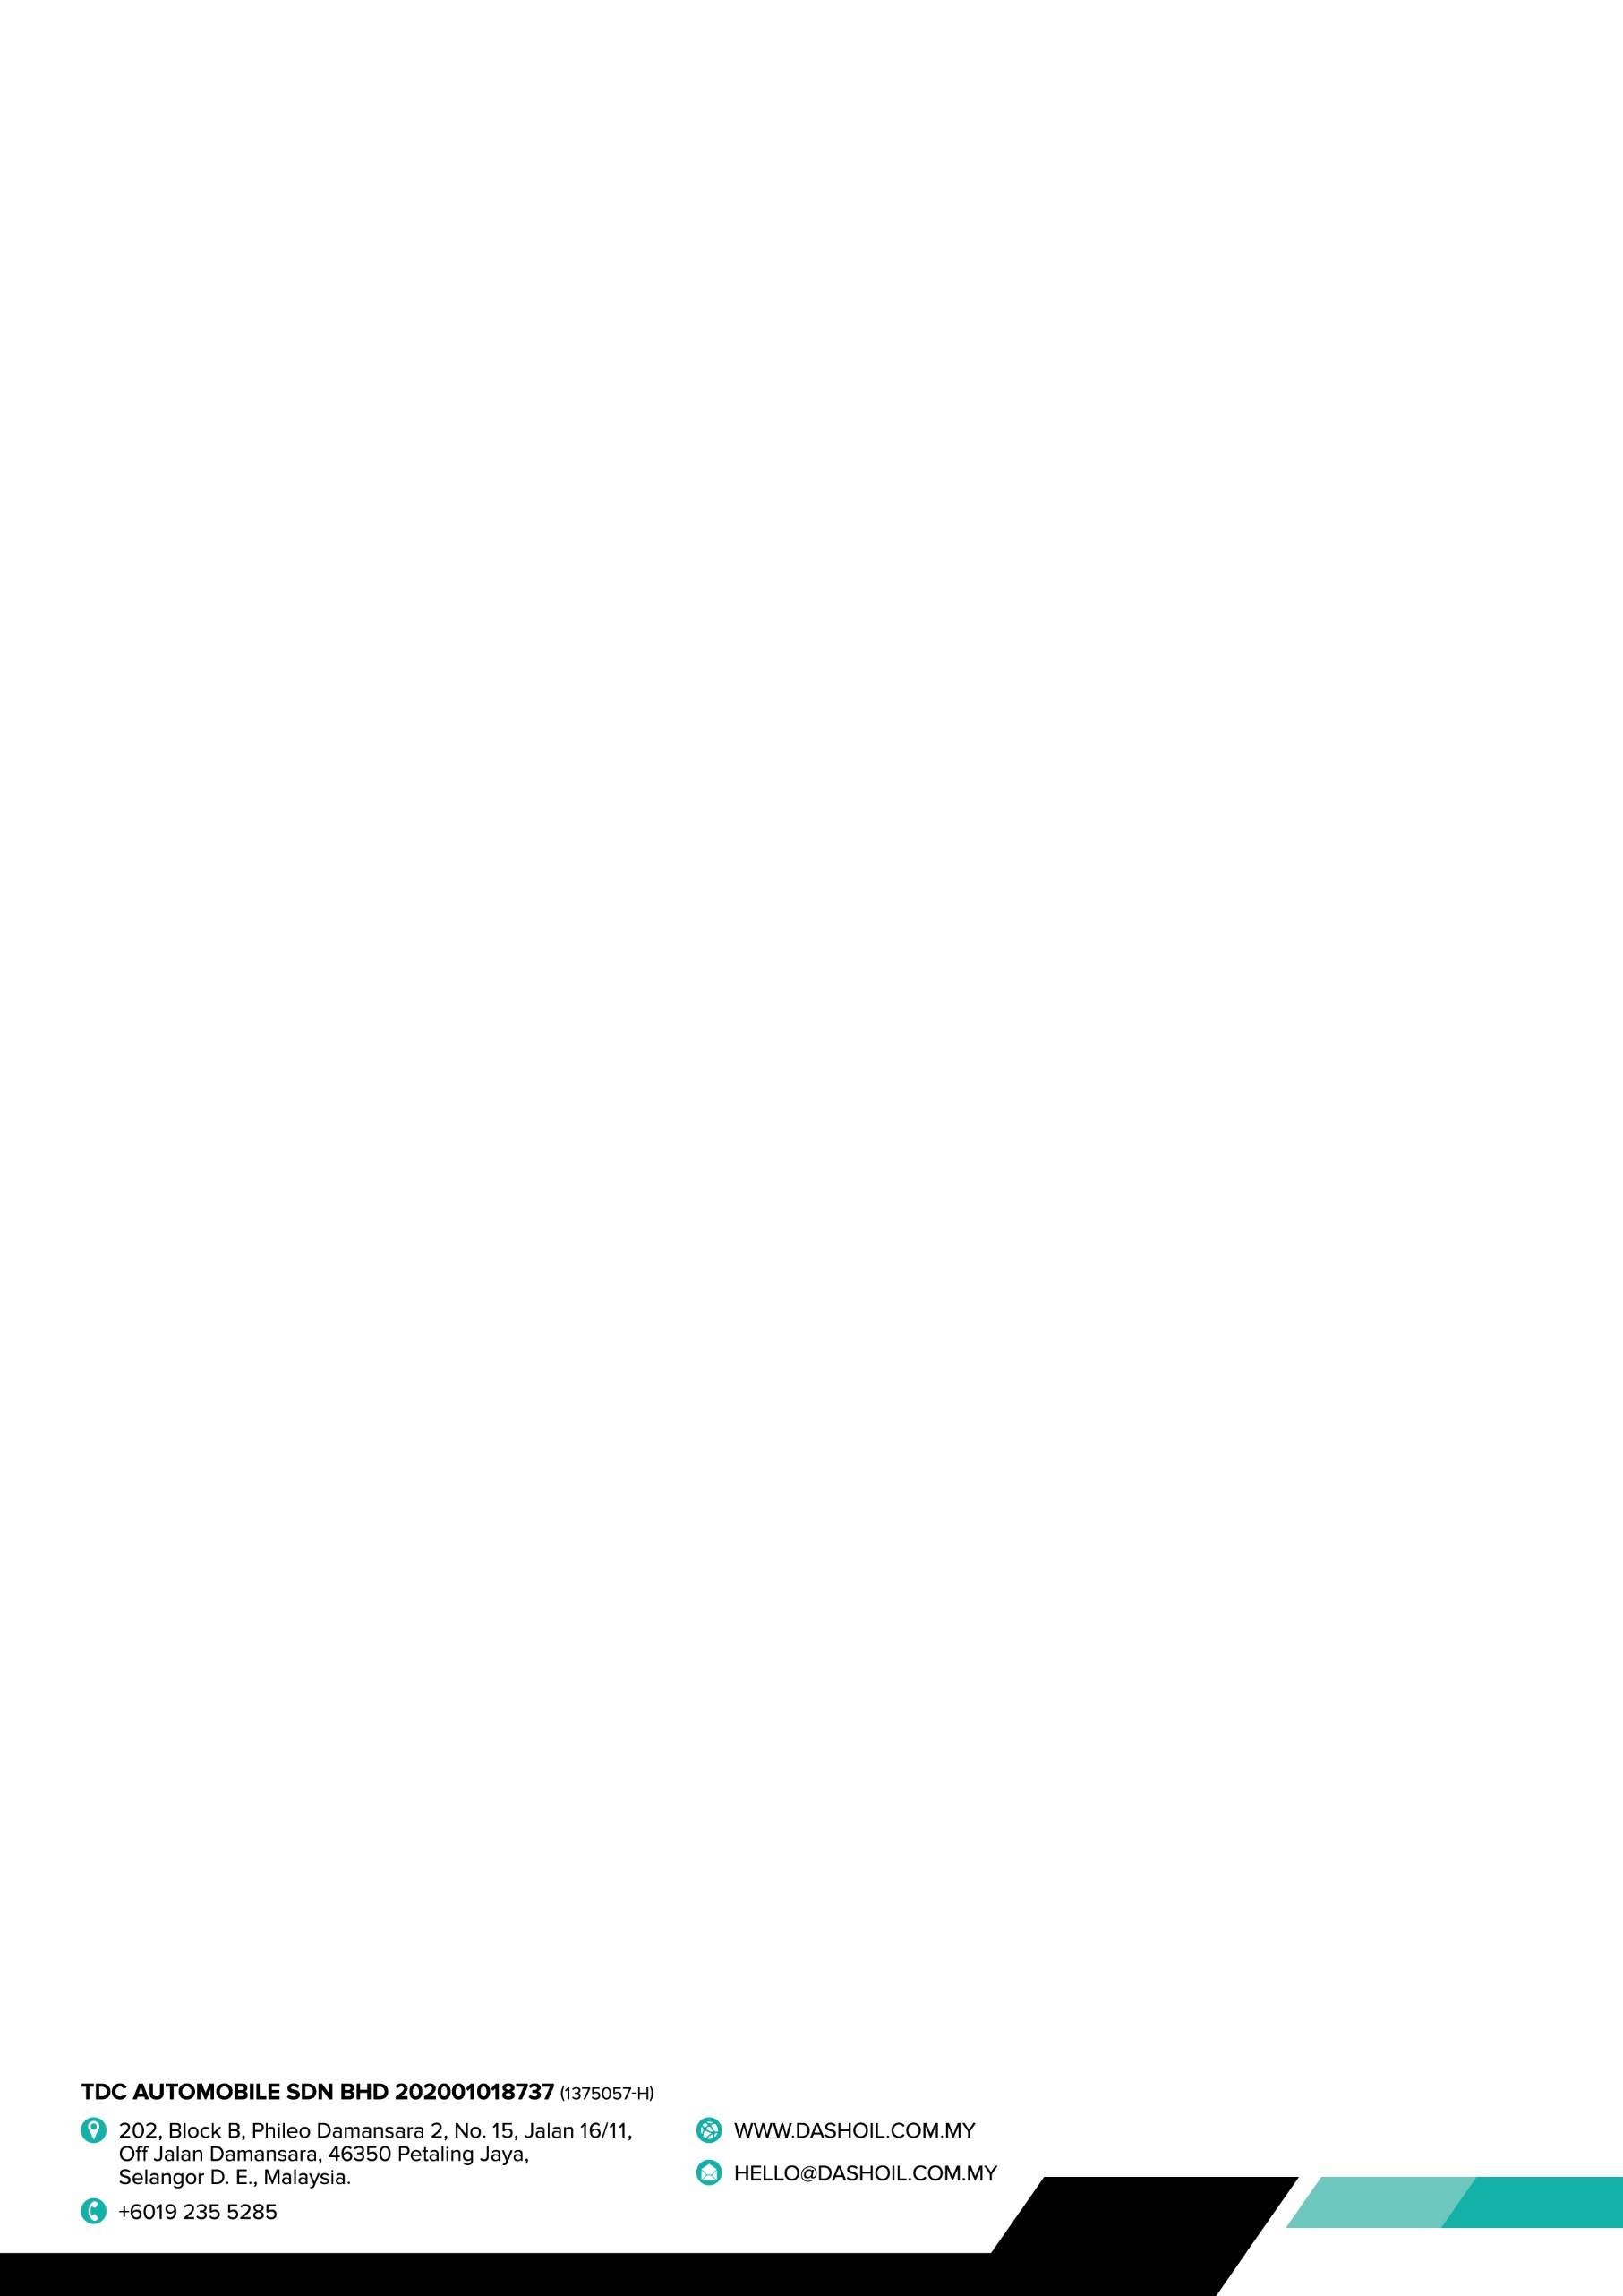 TDC AUTOMOBILE SDN BHD 202001018737 (1375057-H)
202, Block B, Phileo Damansara 2, No. 15, Jalan 16/11,
Off Jalan Damansara, 46350 Petaling Jaya,
Selangor D. E., Malaysia.
+6019 235 5285
WWW.DASHOIL.COM.MY
HELLO@DASHOIL.COM.MY